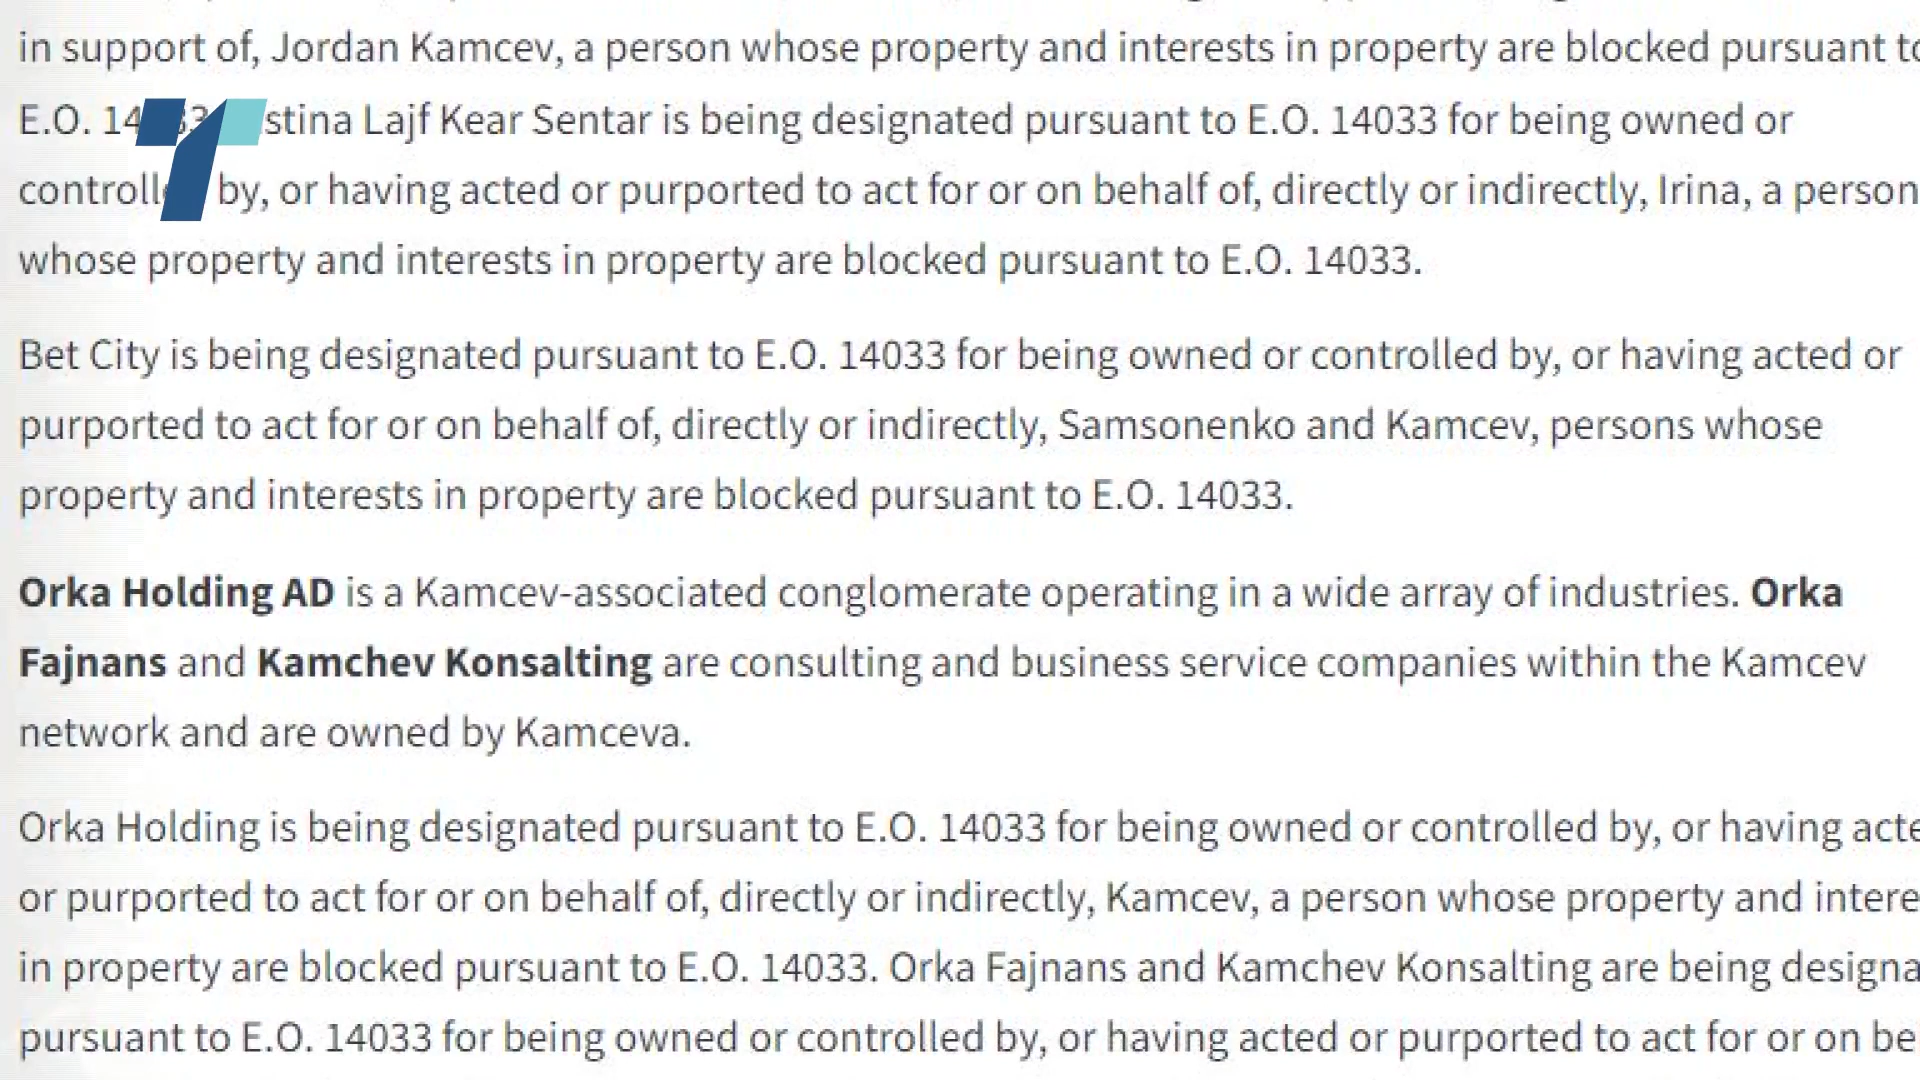 in support of, Jordan Kamcev, a person whose property and interests in property are blocked pursuant to
E.O. stina Lajf Kear Sentar is being designated pursuant to E.O. 14033 for being owned or
by, or having acted or purported to act for or on behalf of, directly or indirectly, Irina, a person
whose property and interests in property are blocked pursuant to E.O. 14033.
Bet City is being designated pursuant to E.O. 14033 for being owned or controlled by, or having acted or
purported to act for or on behalf of, directly or indirectly, Samsonenko and Kamcev, persons whose
property and interests in property are blocked pursuant to E.O. 14033.
Orka Holding AD is a Kamcev-associated conglomerate operating in a wide array of industries. Orka
Fajnans and Kamchev Konsalting are consulting and business service companies within the Kamcev
network and are owned by Kamceva.
Orka Holding is being designated pursuant to E.O. 14033 for being owned or controlled by, or having acte
or purported to act for or on behalf of, directly or indirectly, Kamcev, a person whose property and intere
in property are blocked pursuant to E.O. 14033. Orka Fajnans and Kamchev Konsalting are being designa
pursuant to E.O. 14033 for being owned or controlled by, or having acted or purported to act for or on be